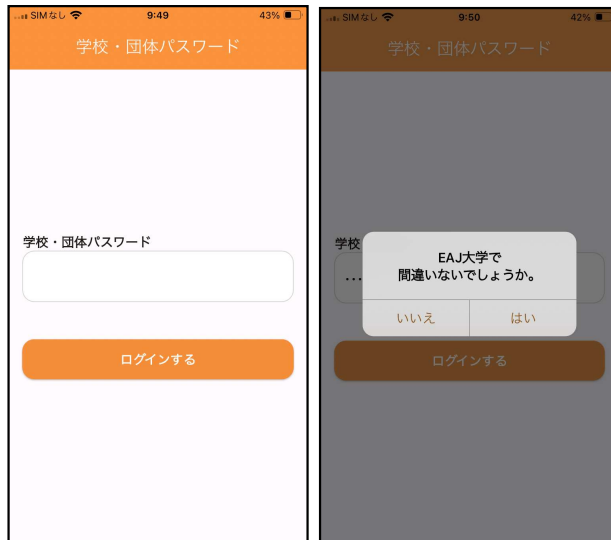 SIMなし 9:49 43%
学校・団体パスワード
学校・団体パスワード
ログインする
SIMなし 9:50 42%
学校・団体パスワード
学校
EAJ大学で
間違いないでしょうか。
...
いいえ はい
ログインする